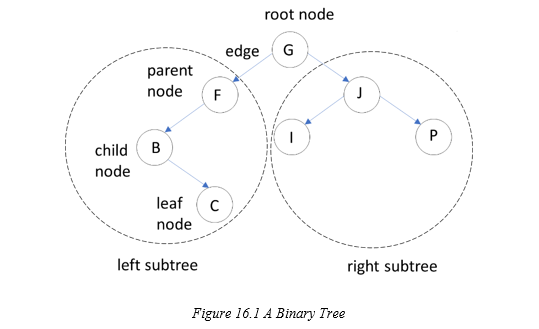 root node
edge
G
parent
node
F
J
child
node
B
I
P
leaf
node
C
left subtree
right subtree
Figure 16.1 A Binary Tree